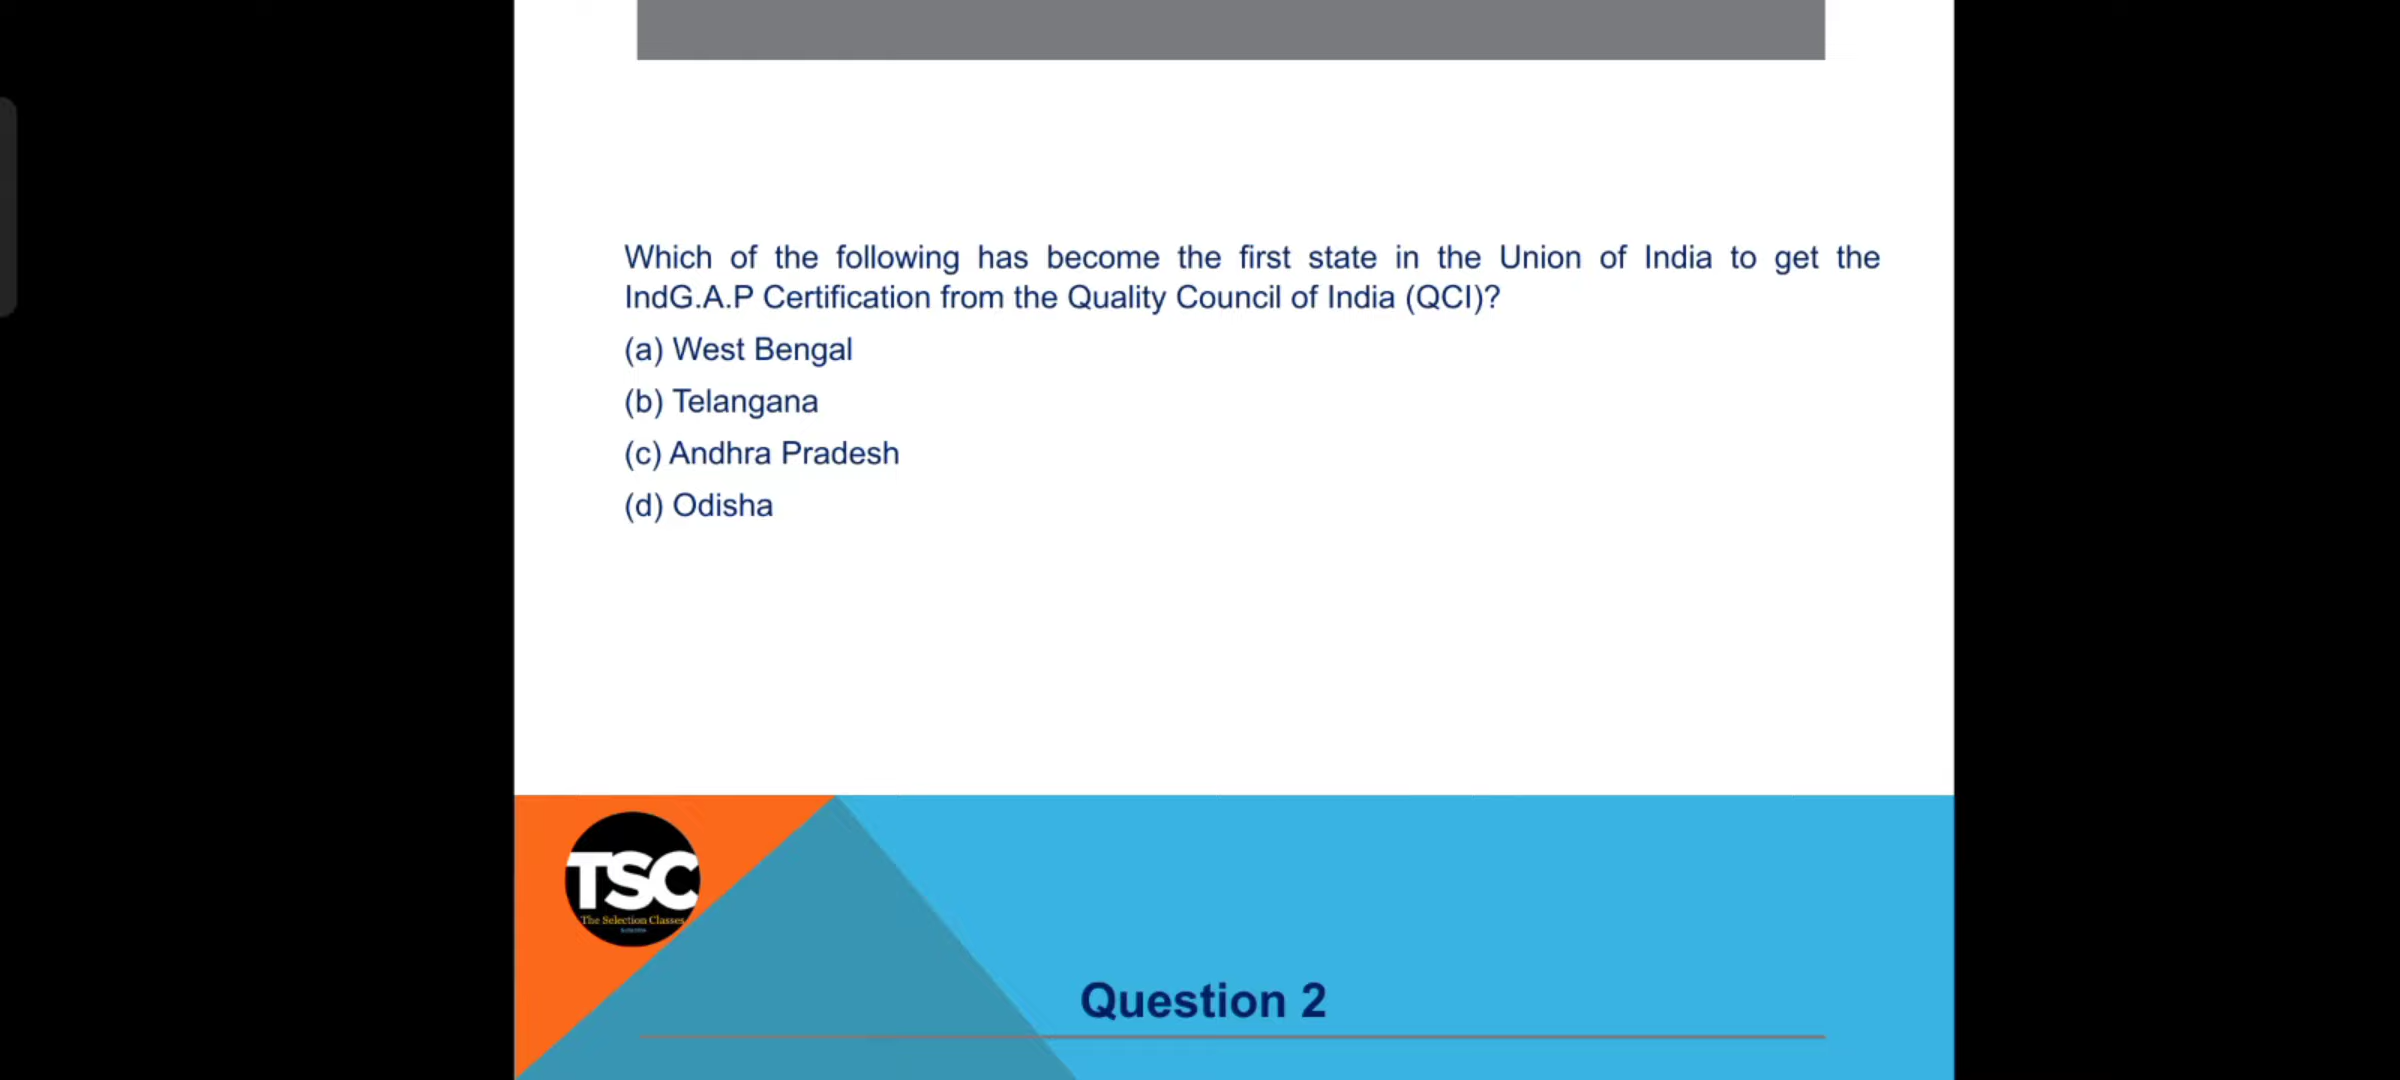 Which of the following has become the first state in the Union of India to get the
IndG.A.P Certification from the Quality Council of India (QCI)?
(a) West Bengal
(b) Telangana
(c) Andhra Pradesh
(d) Odisha
TSC
The Selection Classes
Question 2